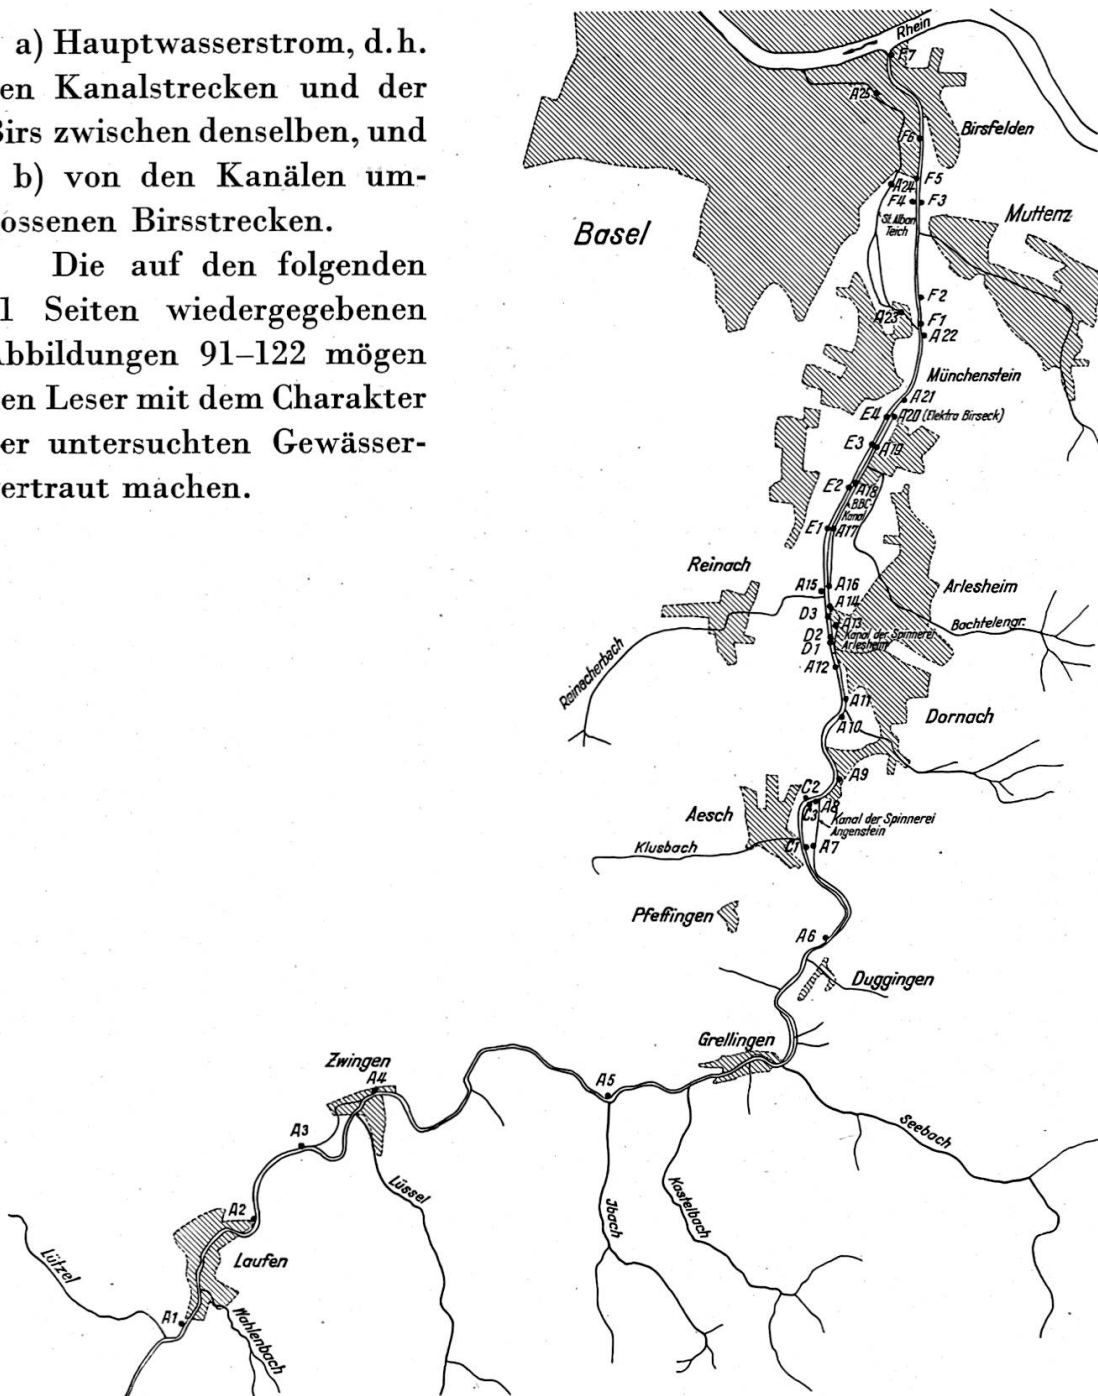 a) Hauptwasserstrom, d.h.
en Kanalstrecken und der
Birs zwischen denselben, und
b) von den Kanälen um-
ossenen Birsstrecken.
Die auf den folgenden
1 Seiten wiedergegebenen
Abbildungen 91–122 mögen
en Leser mit dem Charakter
er untersuchten Gewässer-
vertraut machen.
Rhein
F7
A25
Birsfelden
F6
F5
A24
F4
F3
St. Alban
Teich
Muttenz
Basel
F2
A23
F1
A22
Münchenstein
A21
E4
A20 (Elektra Birseck)
E3
A19
E2
A18
BBC-
Kanal
E1
A17
Reinach
A15
A16
Arlesheim
A14
D3
A13
Bachtelengr.
Kanal der Spinnerei
Arlesheim
D2
D1
A12
Reinacherbach
A11
Dornach
A10
A9
C2
A8
C3
Aesch
Kanal der Spinnerei
Angenstein
Klusbach
C1
A7
Pfeffingen
A6
Duggingen
Grellingen
Zwingen
A4
A5
A3
Seebach
Lüssel
Ibach
Kastelbach
A2
Laufen
Lützel
A1
Wahlenbach